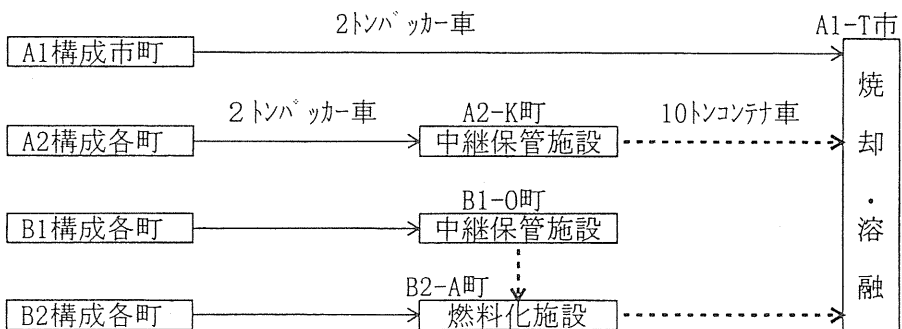 2トンパッカー車
A1-T市
A1構成市町
焼却・溶融
2トンパッカー車
A2-K町
10トンコンテナ車
A2構成各町
中継保管施設
B1-O町
B1構成各町
中継保管施設
B2-A町
B2構成各町
燃料化施設